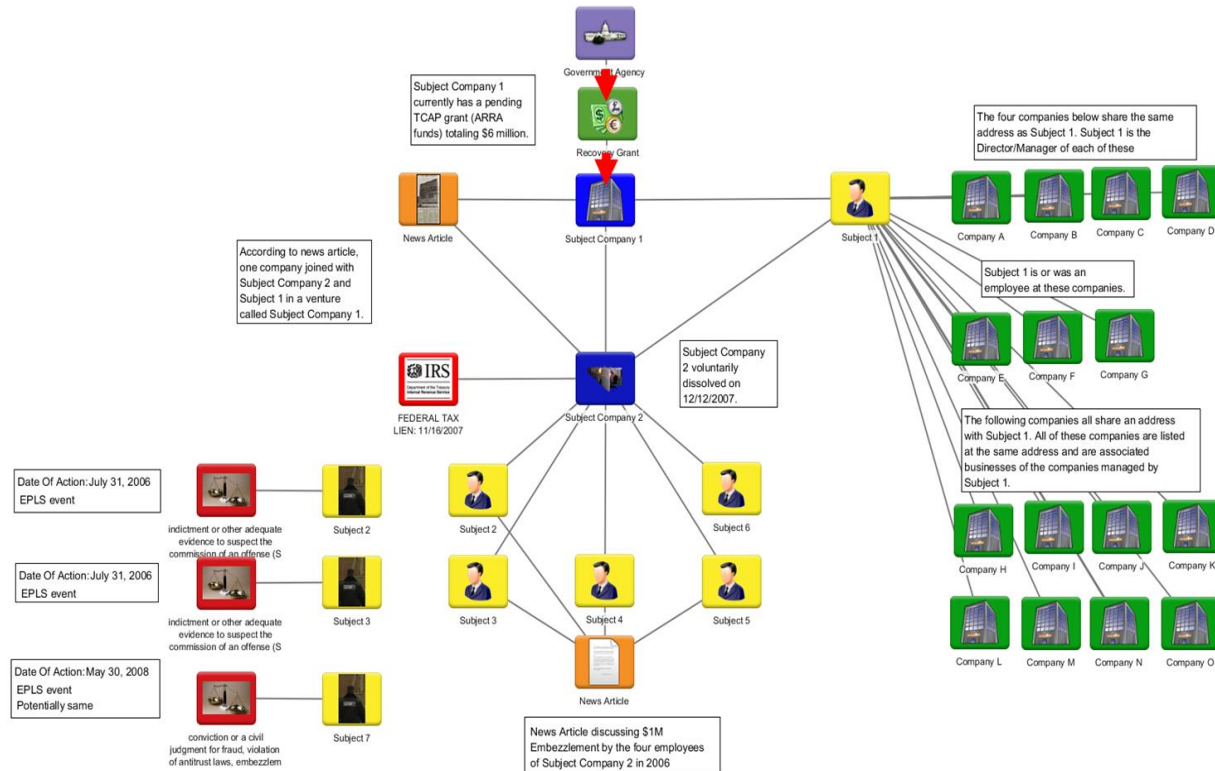 Government Agency
Subject Company 1
currently has a pending
TCAP grant (ARRA
funds) totaling $6 million.
Recovery Grant
The four companies below share the same
address as Subject 1. Subject 1 is the
Director/Manager of each of these
News Article
Subject Company 1
Subject 1
Company A
Company B
Company C
Company D
According to news article,
one company joined with
Subject Company 2 and
Subject 1 in a venture
called Subject Company 1.
Subject 1 is or was an
employee at these companies.
Company E
Company F
Company G
IRS
Department of the Treasury
Internal Revenue Service
FEDERAL TAX
LIEN: 11/16/2007
Subject Company 2
Subject Company
2 voluntarily
dissolved on
12/12/2007.
The following companies all share an address
with Subject 1. All of these companies are listed
at the same address and are associated
businesses of the companies managed by
Subject 1.
Date Of Action:July 31, 2006
EPLS event
indictment or other adequate
evidence to suspect the
commission of an offense (S
Subject 2
Subject 2
Subject 6
Company H
Company I
Company J
Company K
Date Of Action:July 31, 2006
EPLS event
indictment or other adequate
evidence to suspect the
commission of an offense (S
Subject 3
Subject 3
Subject 4
Subject 5
Company L
Company M
Company N
Company O
Date Of Action:May 30, 2008
EPLS event
Potentially same
conviction or a civil
judgment for fraud, violation
of antitrust laws, embezzlem
Subject 7
News Article
News Article discussing $1M
Embezzlement by the four employees
of Subject Company 2 in 2006